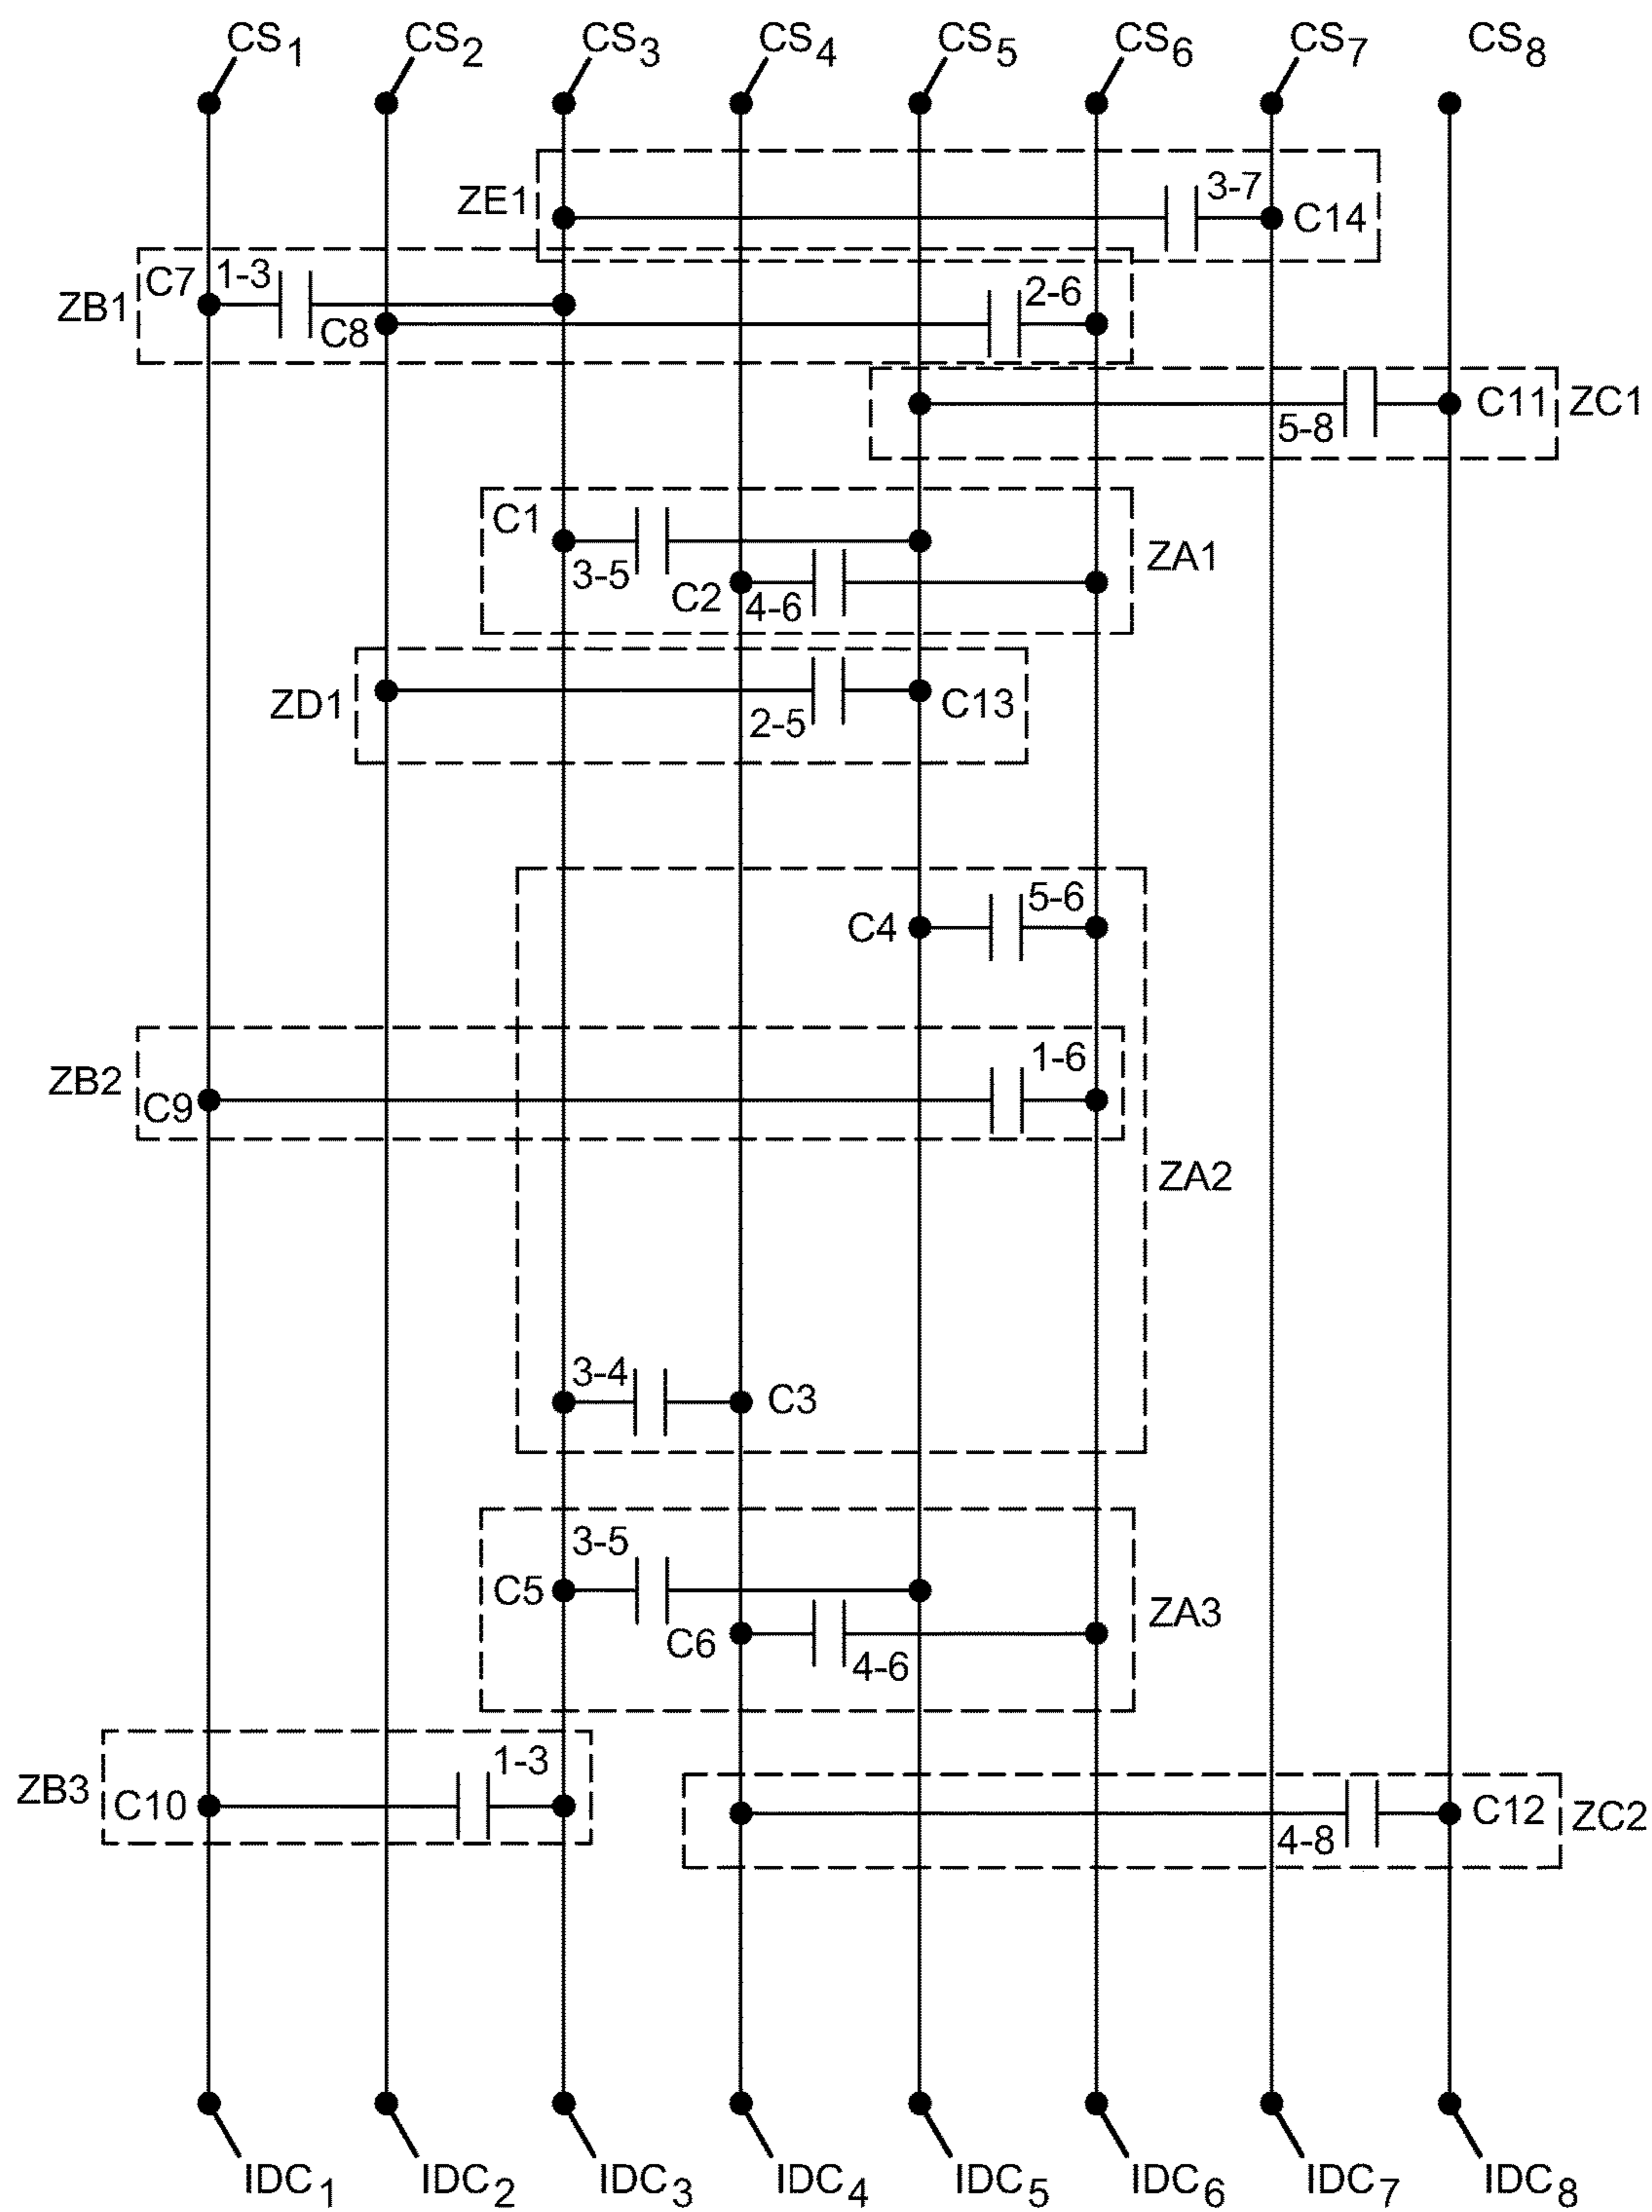 CS1 CS2 CS3 CS4 CS5 CS6 CS7 CS8
ZE1 3-7 C14
ZB1 C7 1-3 C8 2-6
5-8 C11 ZC1
C1 3-5 C2 4-6 ZA1
ZD1 2-5 C13
C4 5-6
ZB2 C9 1-6
ZA2
3-4 C3
3-5
C5 C6 4-6 ZA3
ZB3 C10 1-3
4-8 C12 ZC2
IDC1 IDC2 IDC3 IDC4 IDC5 IDC6 IDC7 IDC8